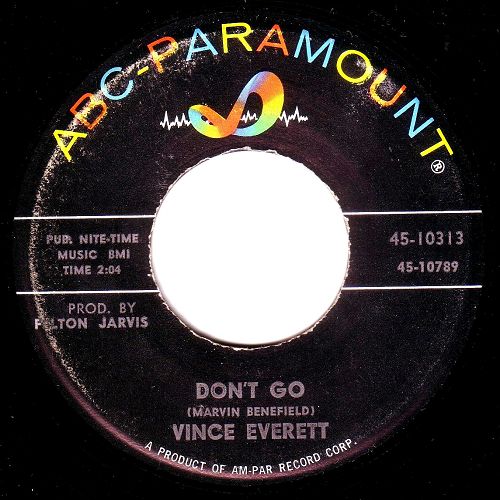 ABC-PARAMOUNT®
PUB. NITE-TIME
MUSIC BMI
TIME 2:04
45-10313
45-10789
PROD. BY
FELTON JARVIS
DON'T GO
(MARVIN BENEFIELD)
VINCE EVERETT
A PRODUCT OF AM-PAR RECORD CORP.